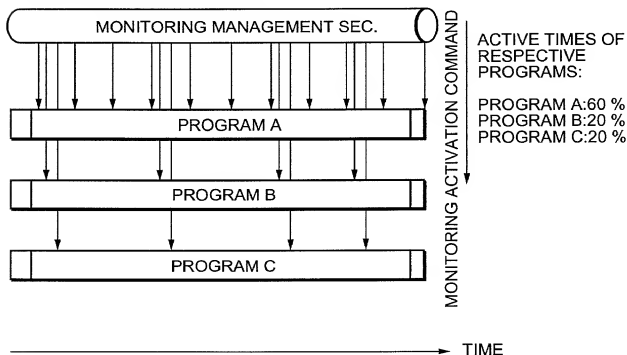 MONITORING MANAGEMENT SEC.
PROGRAM A
PROGRAM B
PROGRAM C
MONITORING ACTIVATION COMMAND
ACTIVE TIMES OF
RESPECTIVE
PROGRAMS:
PROGRAM A:60 %
PROGRAM B:20 %
PROGRAM C:20 %
TIME